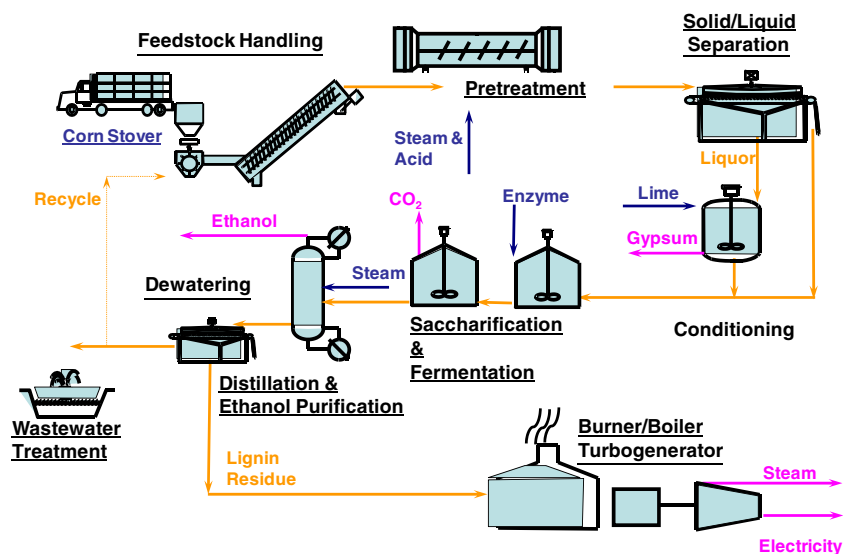 Feedstock Handling
Solid/Liquid
Separation
Pretreatment
Corn Stover
Steam &
Acid
Liquor
Recycle
CO₂
Enzyme
Lime
Ethanol
Gypsum
Steam
Dewatering
Saccharification
&
Fermentation
Conditioning
Distillation &
Ethanol Purification
Wastewater
Treatment
Burner/Boiler
Turbogenerator
Lignin
Residue
Steam
Electricity